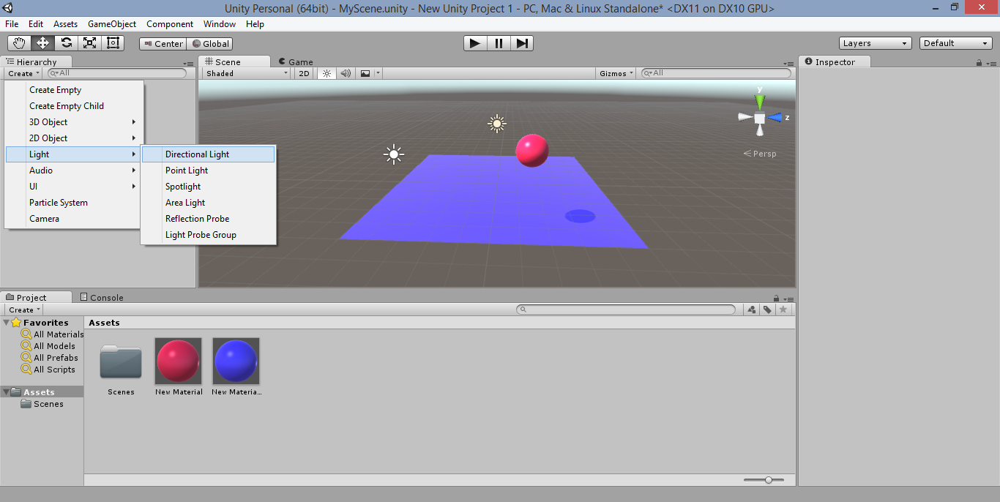 Unity Personal (64bit) - MyScene.unity - New Unity Project 1 - PC, Mac & Linux Standalone* <DX11 on DX10 GPU>
File Edit Assets GameObject Component Window Help
Center Global Layers Default
Hierarchy
Create All
Create Empty
Create Empty Child
3D Object
2D Object
Light
Audio
UI
Particle System
Camera
Directional Light
Point Light
Spotlight
Area Light
Reflection Probe
Light Probe Group
Scene Game
Shaded 2D Gizmos All
y
z
Persp
Inspector
Project Console
Create
Favorites
All Materials
All Models
All Prefabs
All Scripts
Assets
Scenes
Assets
Scenes New Material New Materia...